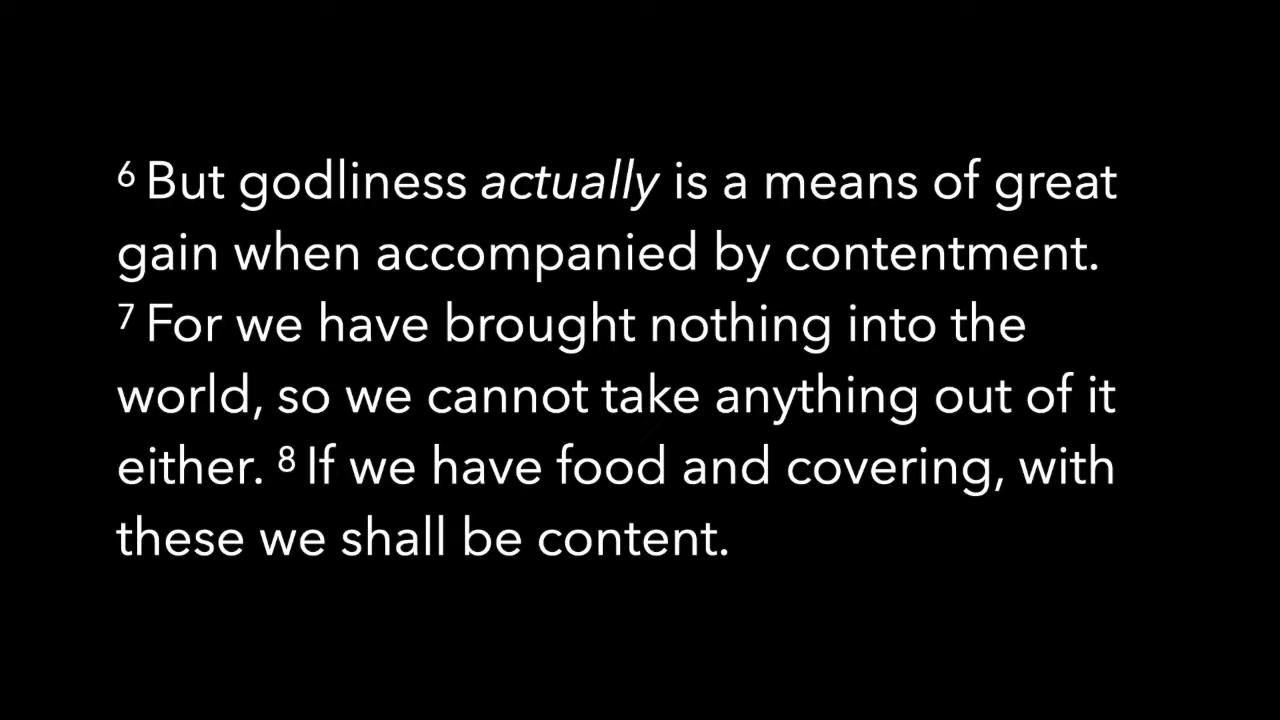 6 But godliness actually is a means of great
gain when accompanied by contentment.
7 For we have brought nothing into the
world, so we cannot take anything out of it
either. 8 If we have food and covering, with
these we shall be content.